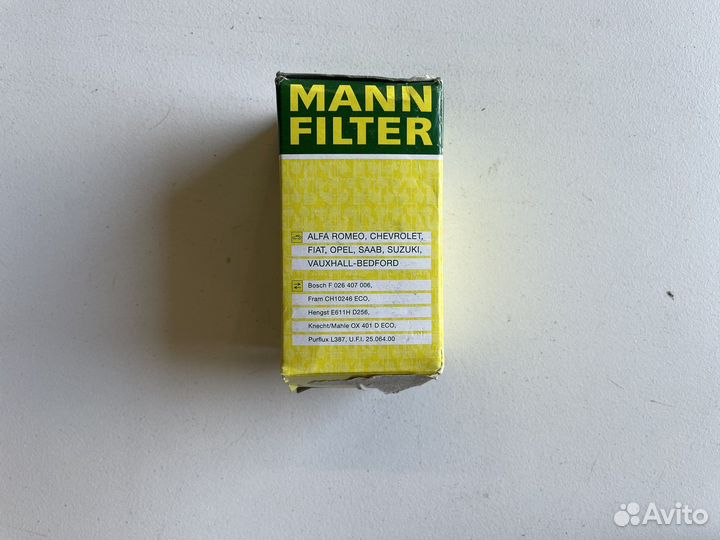 MANN
FILTER
ALFA ROMEO, CHEVROLET,
FIAT, OPEL, SAAB, SUZUKI,
VAUXHALL-BEDFORD
Bosch F 026 407 006,
Fram CH10246 ECO,
Hengst E611H D256,
Knecht/Mahle OX 401 D ECO,
Purflux L387, U.F.I. 25.064.00
Avito